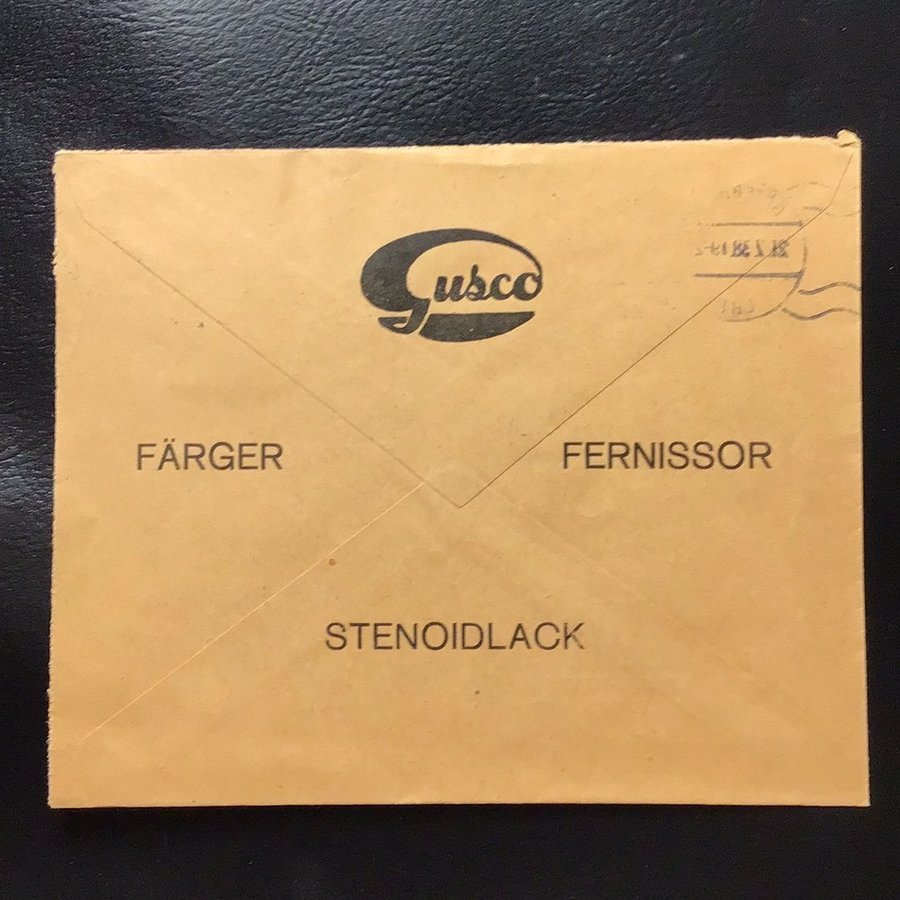 Gusco
FÄRGER
FERNISSOR
STENOIDLACK